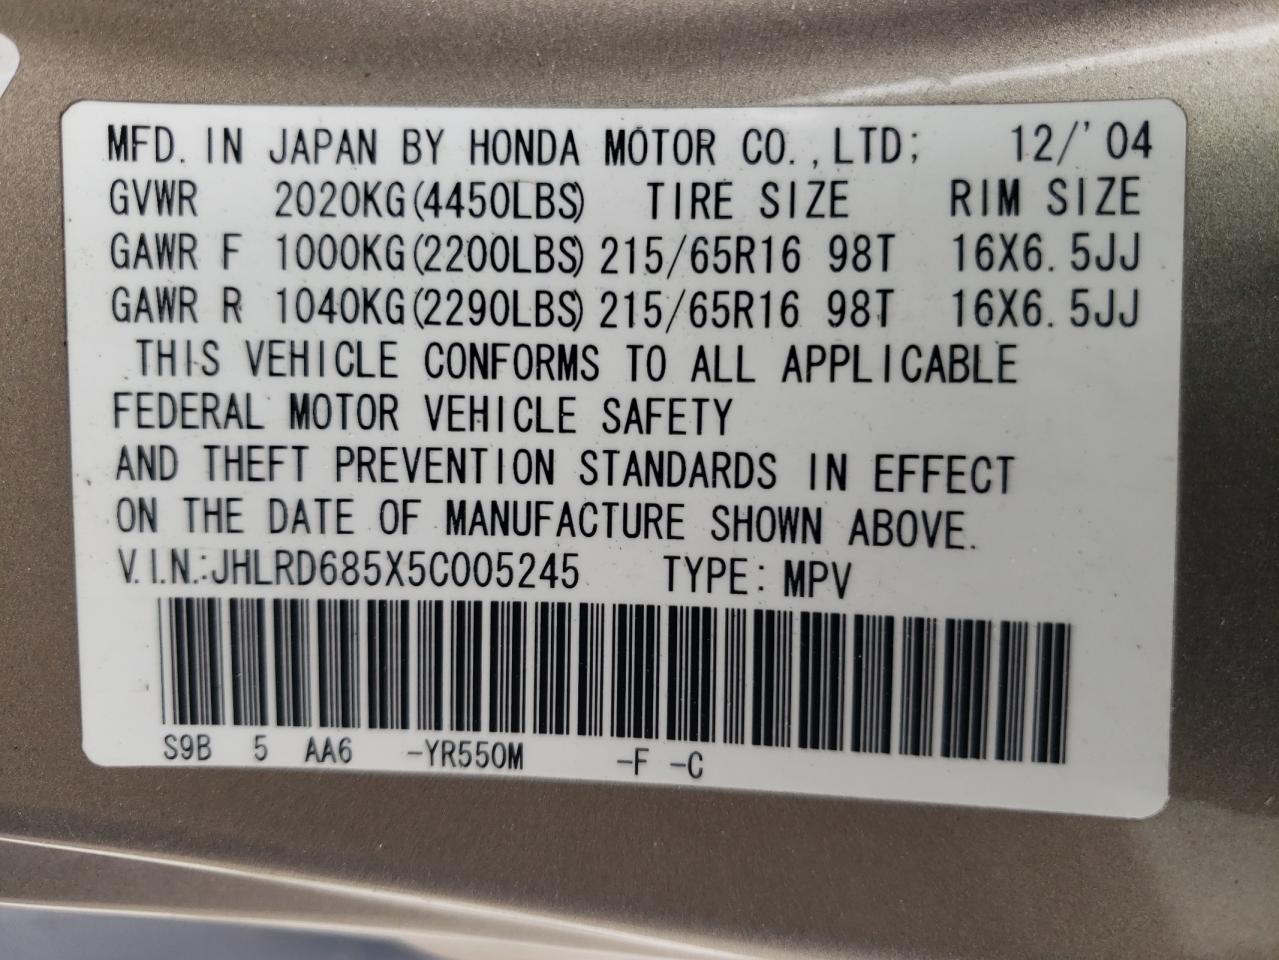 MFD. IN JAPAN BY HONDA MOTOR CO.,LTD; 12/'04
GVWR 2020KG(4450LBS) TIRE SIZE RIM SIZE
GAWR F 1000KG(2200LBS) 215/65R16 98T 16X6.5JJ
GAWR R 1040KG(2290LBS) 215/65R16 98T 16X6.5JJ
THIS VEHICLE CONFORMS TO ALL APPLICABLE
FEDERAL MOTOR VEHICLE SAFETY
AND THEFT PREVENTION STANDARDS IN EFFECT
ON THE DATE OF MANUFACTURE SHOWN ABOVE.
V.I.N.:JHLRD685X5C005245 TYPE: MPV
S9B 5 AA6 -YR550M -F -C